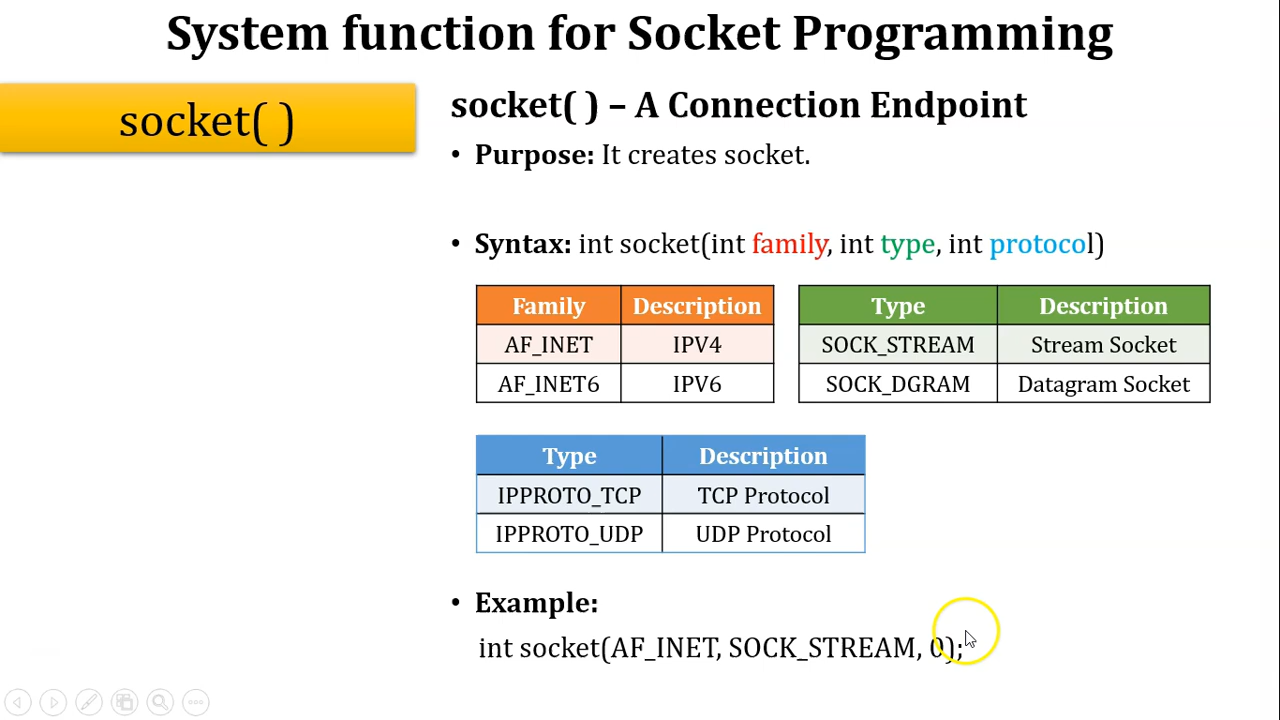 System function for Socket Programming
socket( )
socket( ) – A Connection Endpoint
• Purpose: It creates socket.
• Syntax: int socket(int family, int type, int protocol)
Family Description
AF_INET IPV4
AF_INET6 IPV6
Type Description
SOCK_STREAM Stream Socket
SOCK_DGRAM Datagram Socket
Type Description
IPPROTO_TCP TCP Protocol
IPPROTO_UDP UDP Protocol
• Example:
int socket(AF_INET, SOCK_STREAM, 0);